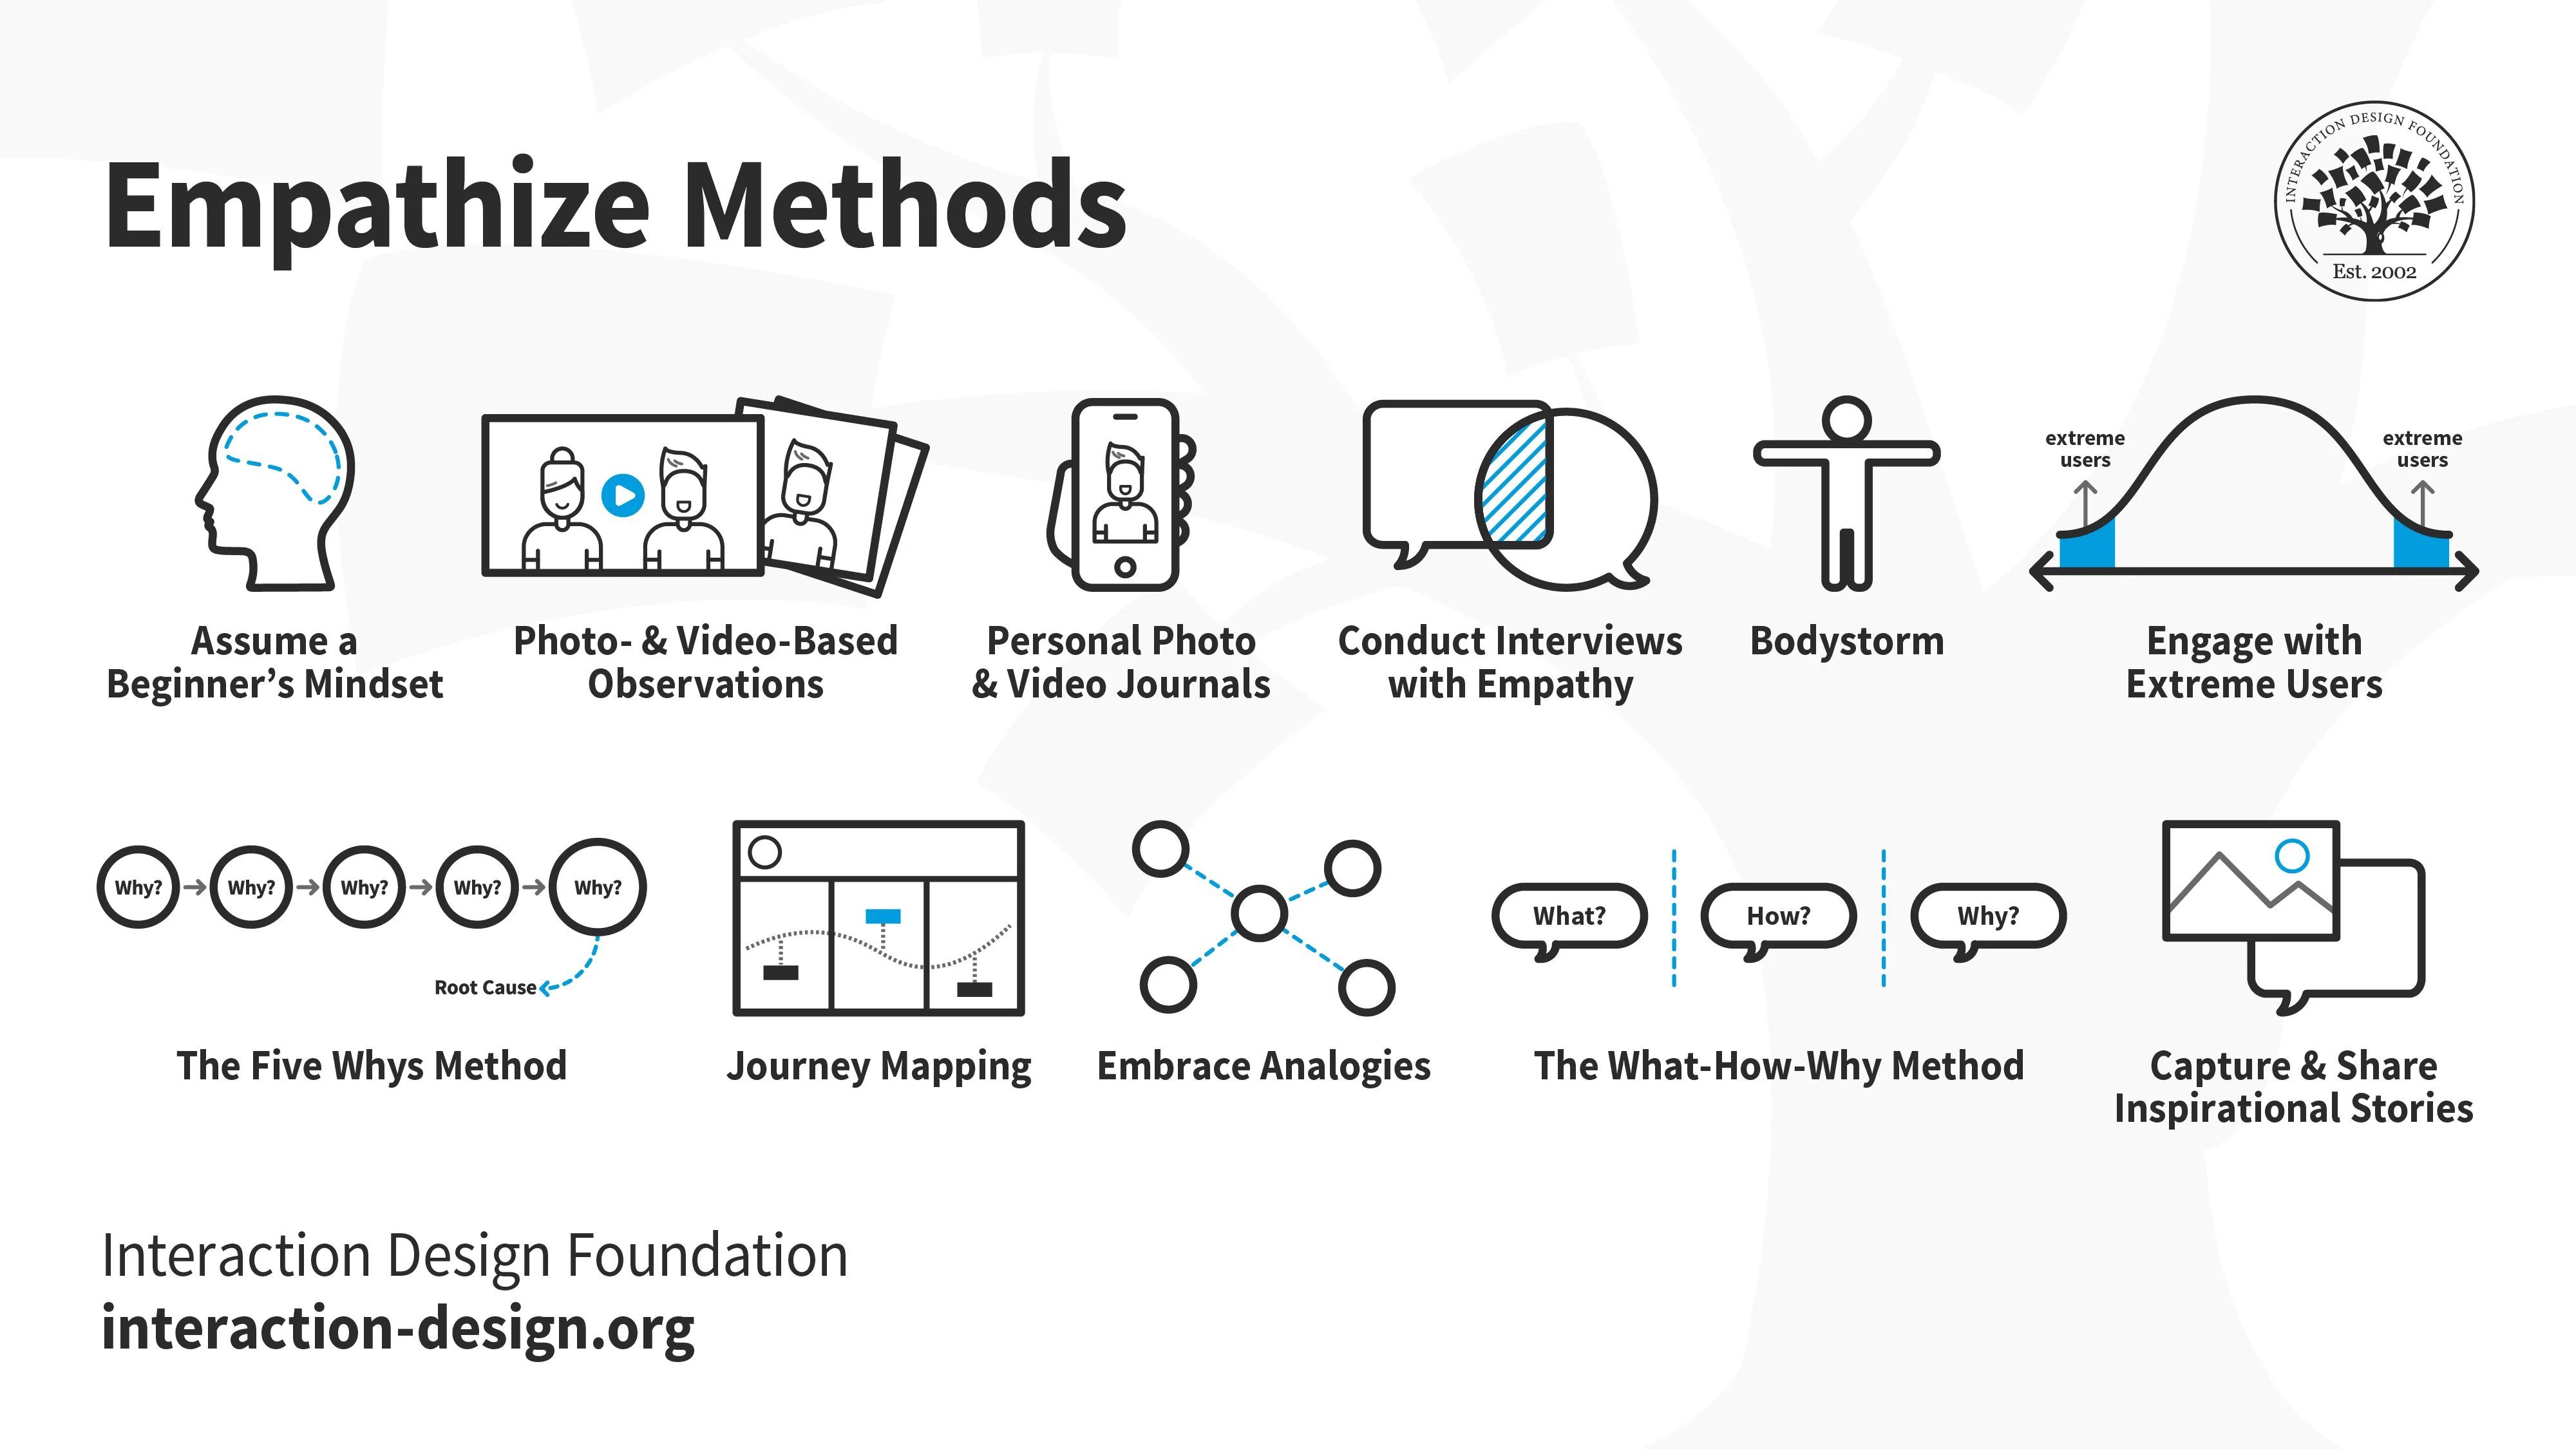 Empathize Methods
INTERACTION DESIGN FOUNDATION
Est. 2002
extreme
users
extreme
users
Assume a
Beginner’s Mindset
Photo- & Video-Based
Observations
Personal Photo
& Video Journals
Conduct Interviews
with Empathy
Bodystorm
Engage with
Extreme Users
Why?
Why?
Why?
Why?
Why?
Root Cause
What?
How?
Why?
The Five Whys Method
Journey Mapping
Embrace Analogies
The What-How-Why Method
Capture & Share
Inspirational Stories
Interaction Design Foundation
interaction-design.org